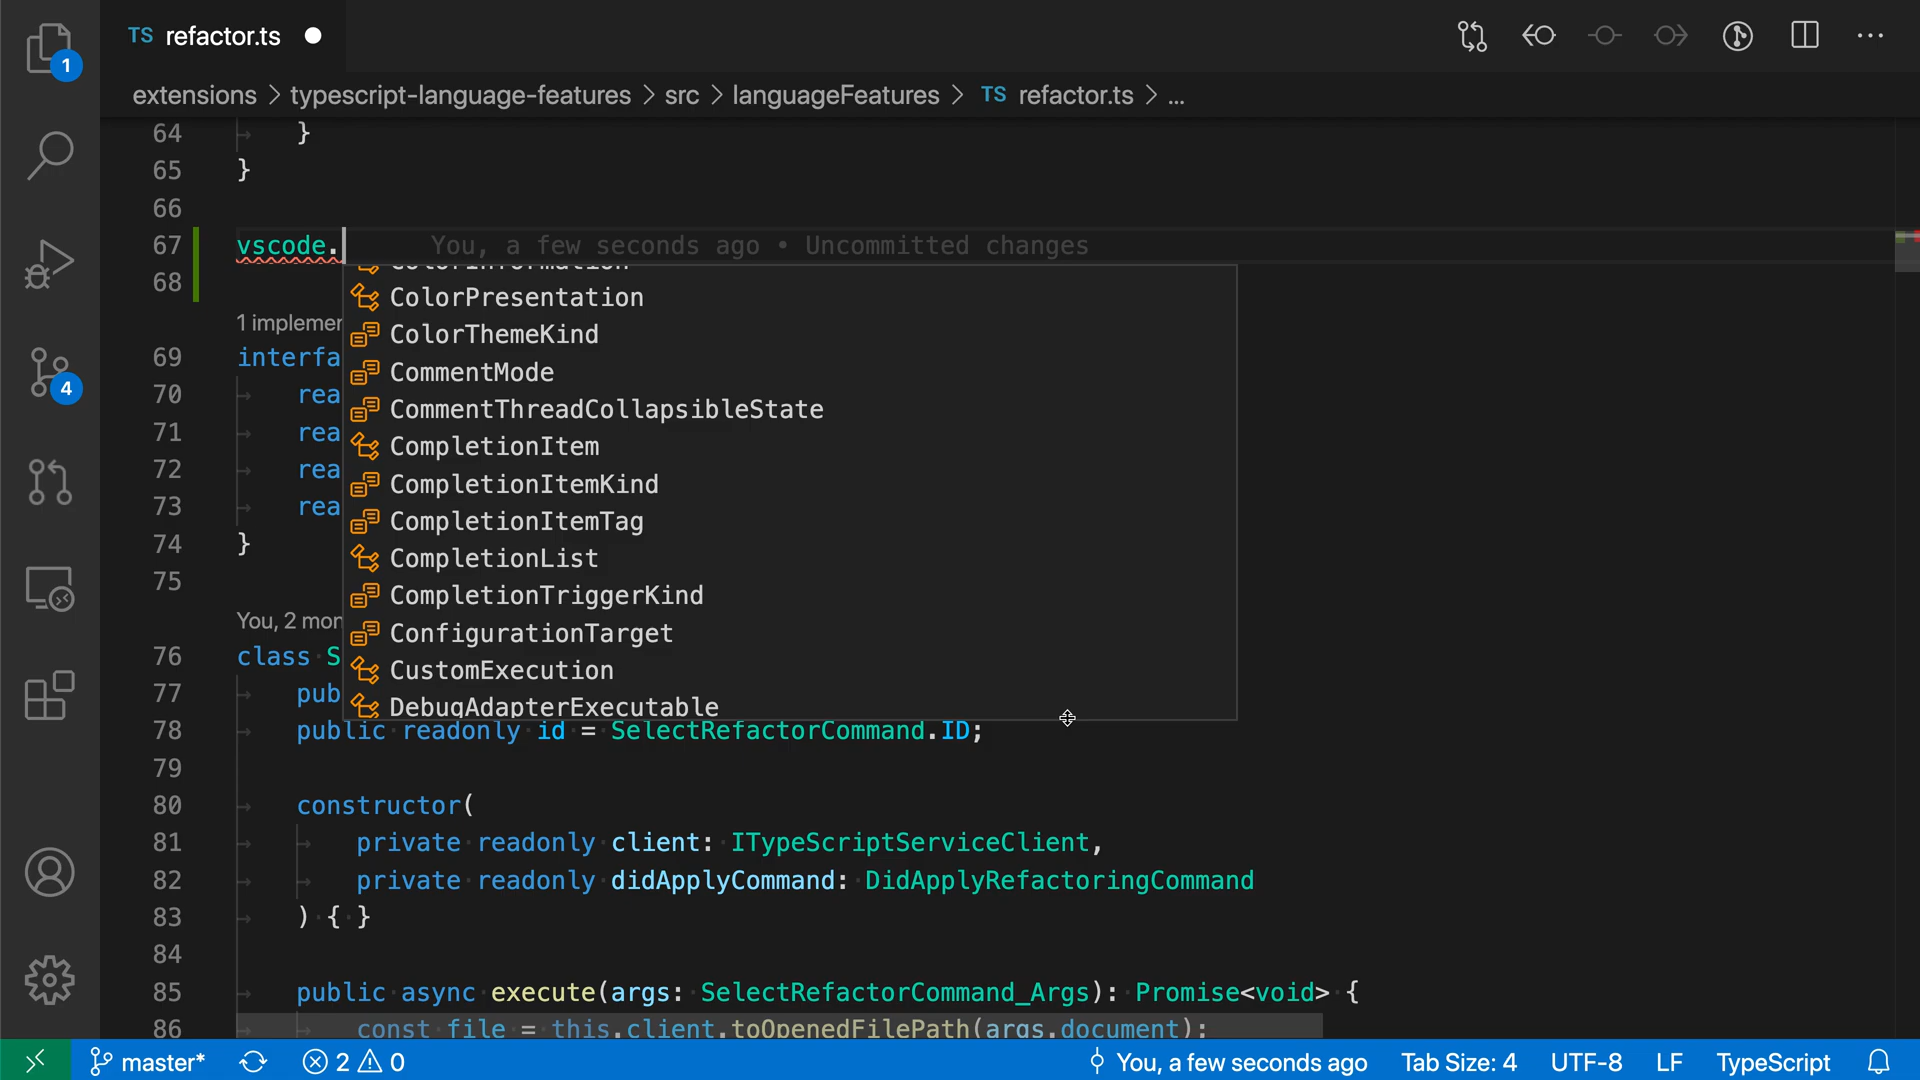 1
TS refactor.ts
extensions > typescript-language-features > src > languageFeatures > TS refactor.ts > ...
64 }
65 }
66
67 vscode. You, a few seconds ago • Uncommitted changes
68
ColorInformation
ColorPresentation
ColorThemeKind
CommentMode
CommentThreadCollapsibleState
CompletionItem
CompletionItemKind
CompletionItemTag
CompletionList
CompletionTriggerKind
ConfigurationTarget
CustomExecution
DebugAdapterExecutable
1 implemen
69 interfa
70 rea
71 rea
72 rea
73 rea
74 }
75
You, 2 mon
76 class S
77 pub
78 public readonly id = SelectRefactorCommand.ID;
79
80 constructor(
81 private readonly client: ITypeScriptServiceClient,
82 private readonly didApplyCommand: DidApplyRefactoringCommand
83 ) { }
84
85 public async execute(args: SelectRefactorCommand_Args): Promise<void> {
86 const file = this.client.toOpenedFilePath(args.document);
4
master* 2 0 You, a few seconds ago Tab Size: 4 UTF-8 LF TypeScript